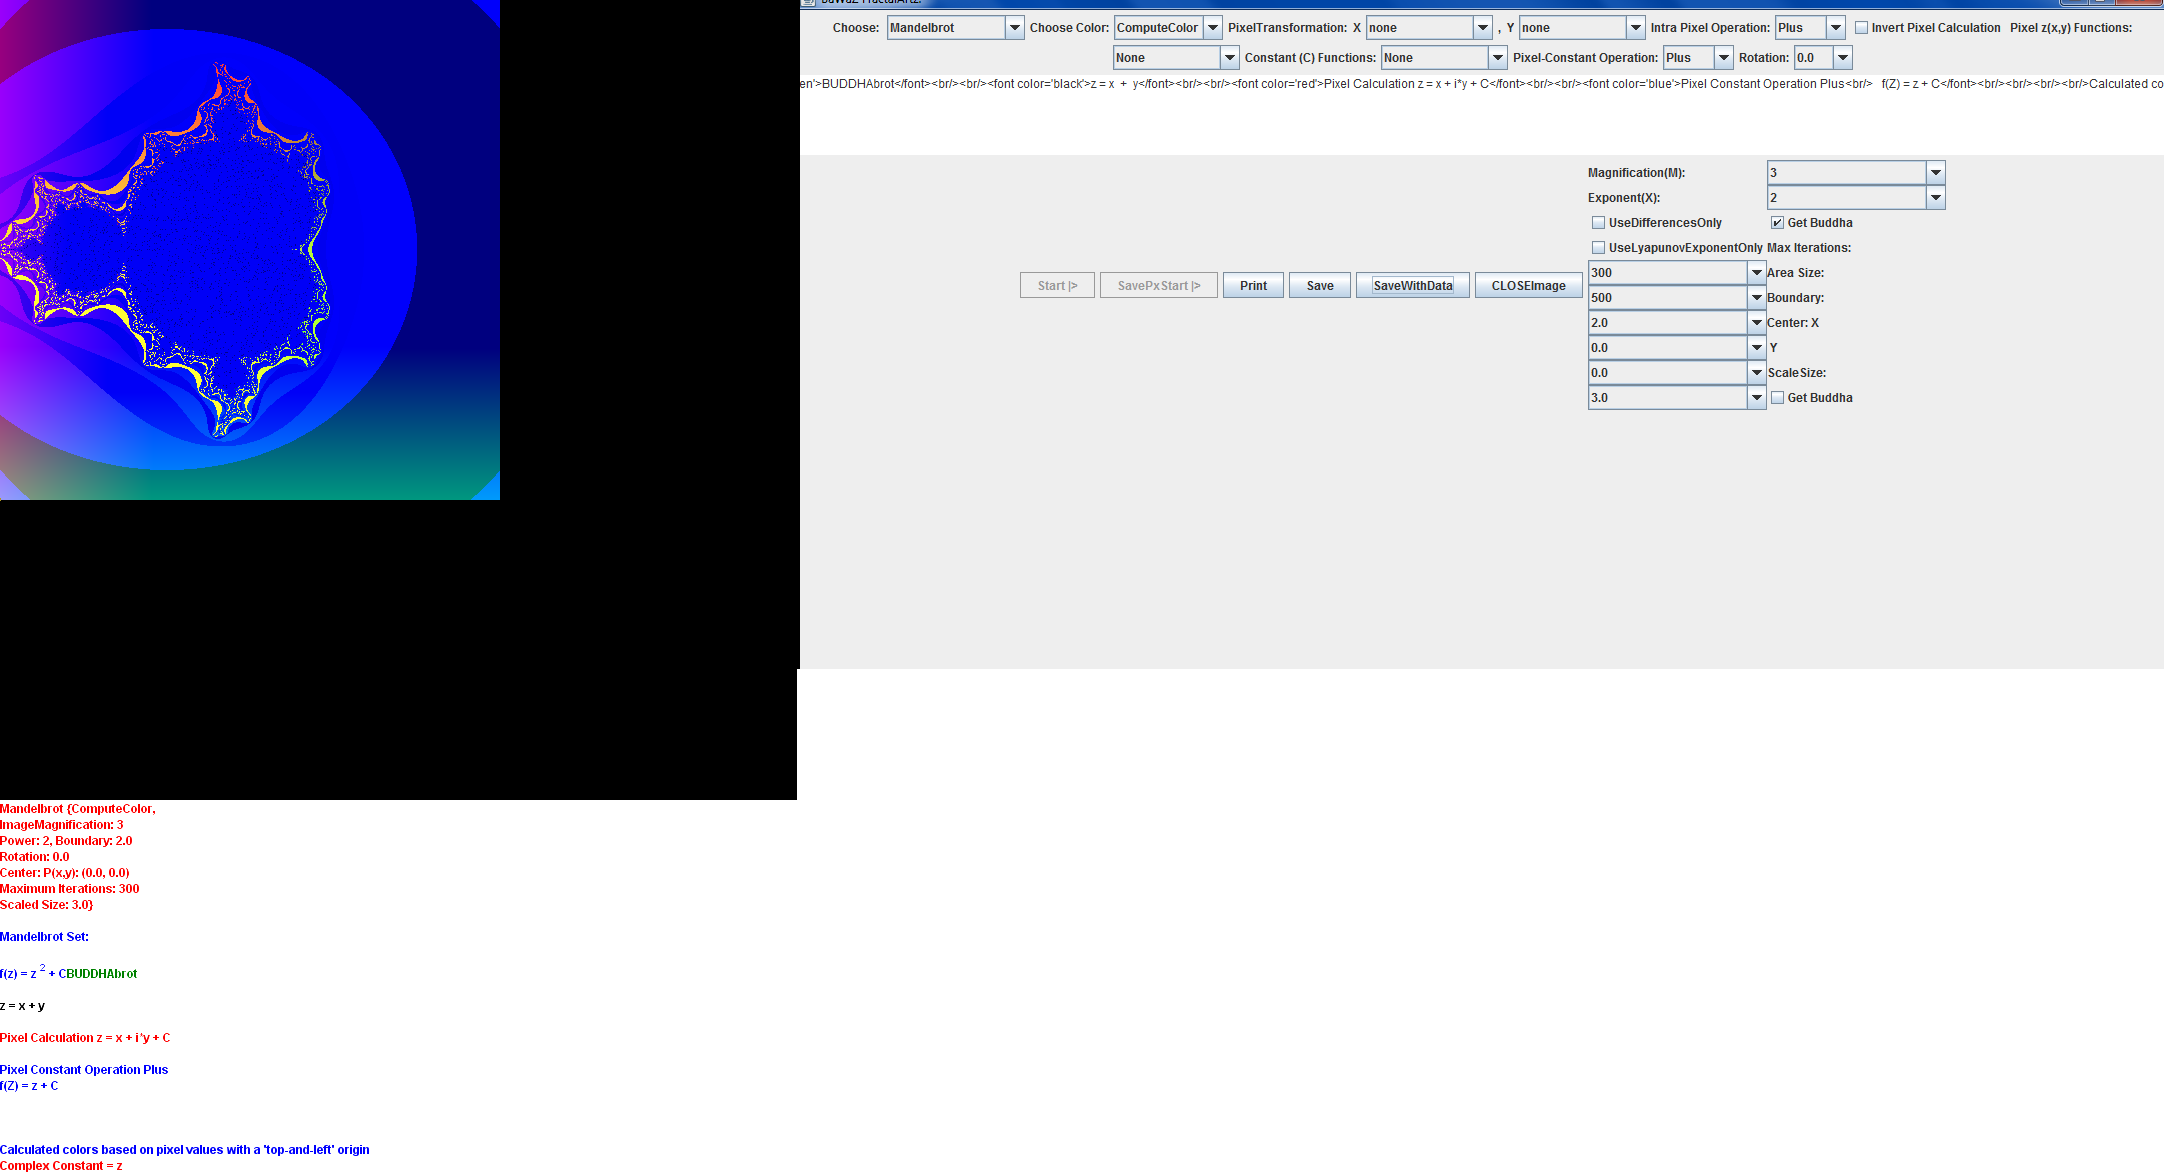 BaWaZ FractalArtz:
Choose: Mandelbrot Choose Color: ComputeColor PixelTransformation: X none , Y none Intra Pixel Operation: Plus Invert Pixel Calculation Pixel z(x,y) Functions:
None Constant (C) Functions: None Pixel-Constant Operation: Plus Rotation: 0.0
en'>BUDDHAbrot</font><br/><br/><font color='black'>z = x + y</font><br/><br/><font color='red'>Pixel Calculation z = x + i*y + C</font><br/><br/><font color='blue'>Pixel Constant Operation Plus<br/> f(Z) = z + C</font><br/><br/><br/><br/>Calculated co
Magnification(M): 3
Exponent(X): 2
UseDifferencesOnly Get Buddha
UseLyapunovExponentOnly Max Iterations:
Start |> SavePxStart |> Print Save SaveWithData CLOSEImage
300 Area Size:
500 Boundary:
2.0 Center: X
0.0 Y
0.0 ScaleSize:
3.0 Get Buddha
Mandelbrot {ComputeColor,
ImageMagnification: 3
Power: 2, Boundary: 2.0
Rotation: 0.0
Center: P(x,y): (0.0, 0.0)
Maximum Iterations: 300
Scaled Size: 3.0}
Mandelbrot Set:
f(z) = z 2 + CBUDDHAbrot
z = x + y
Pixel Calculation z = x + i*y + C
Pixel Constant Operation Plus
f(Z) = z + C
Calculated colors based on pixel values with a 'top-and-left' origin
Complex Constant = z